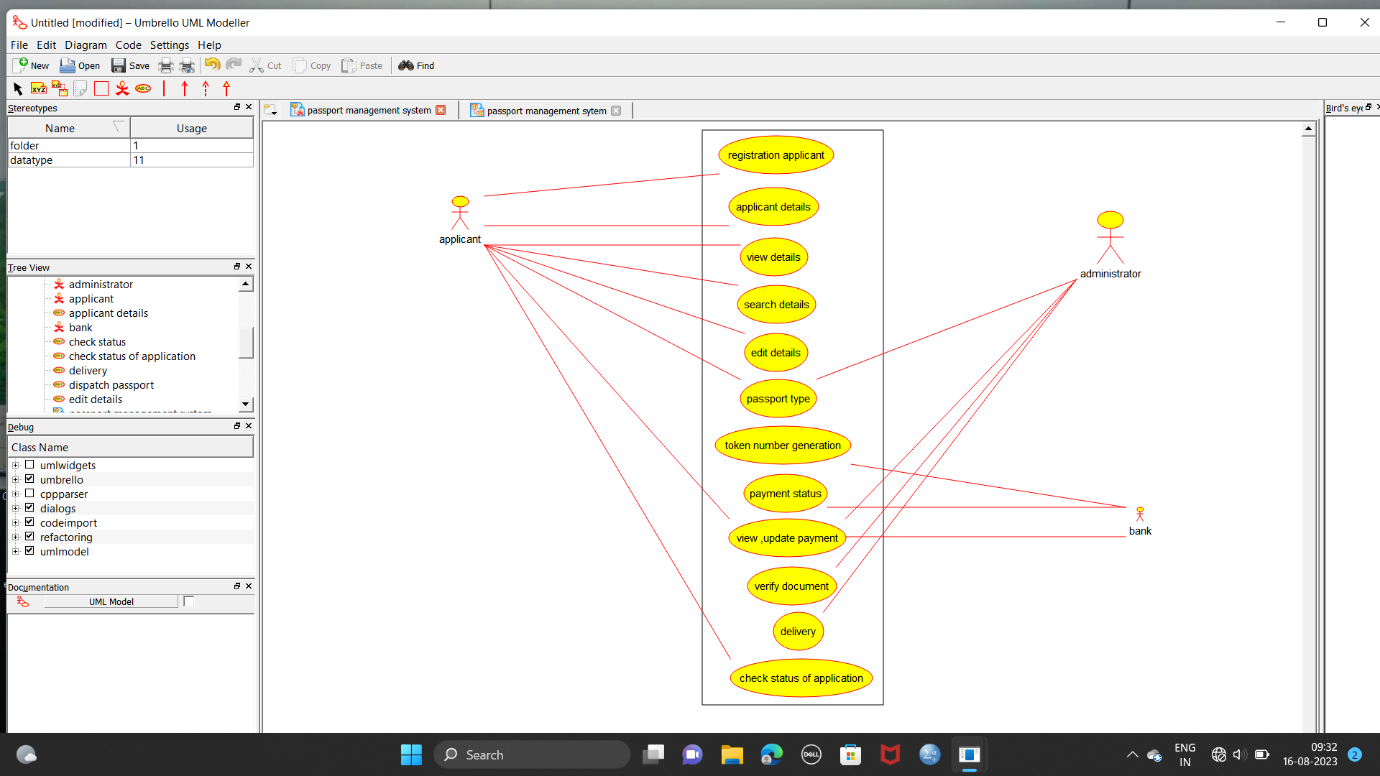 Untitled [modified] – Umbrello UML Modeller
File Edit Diagram Code Settings Help
New Open Save Cut Copy Paste Find
XYZ ABC
Stereotypes
Name Usage
folder 1
datatype 11
Tree View
administrator
applicant
applicant details
bank
check status
check status of application
delivery
dispatch passport
edit details
Debug
Class Name
umlwidgets
umbrello
cppparser
dialogs
codeimport
refactoring
umlmodel
Documentation
UML Model
passport management system passport management sytem
Bird's eye
registration applicant
applicant details
view details
search details
edit details
passport type
token number generation
payment status
view ,update payment
verify document
delivery
check status of application
applicant
administrator
bank
Search
DELL
ENG
IN
09:32
16-08-2023
2